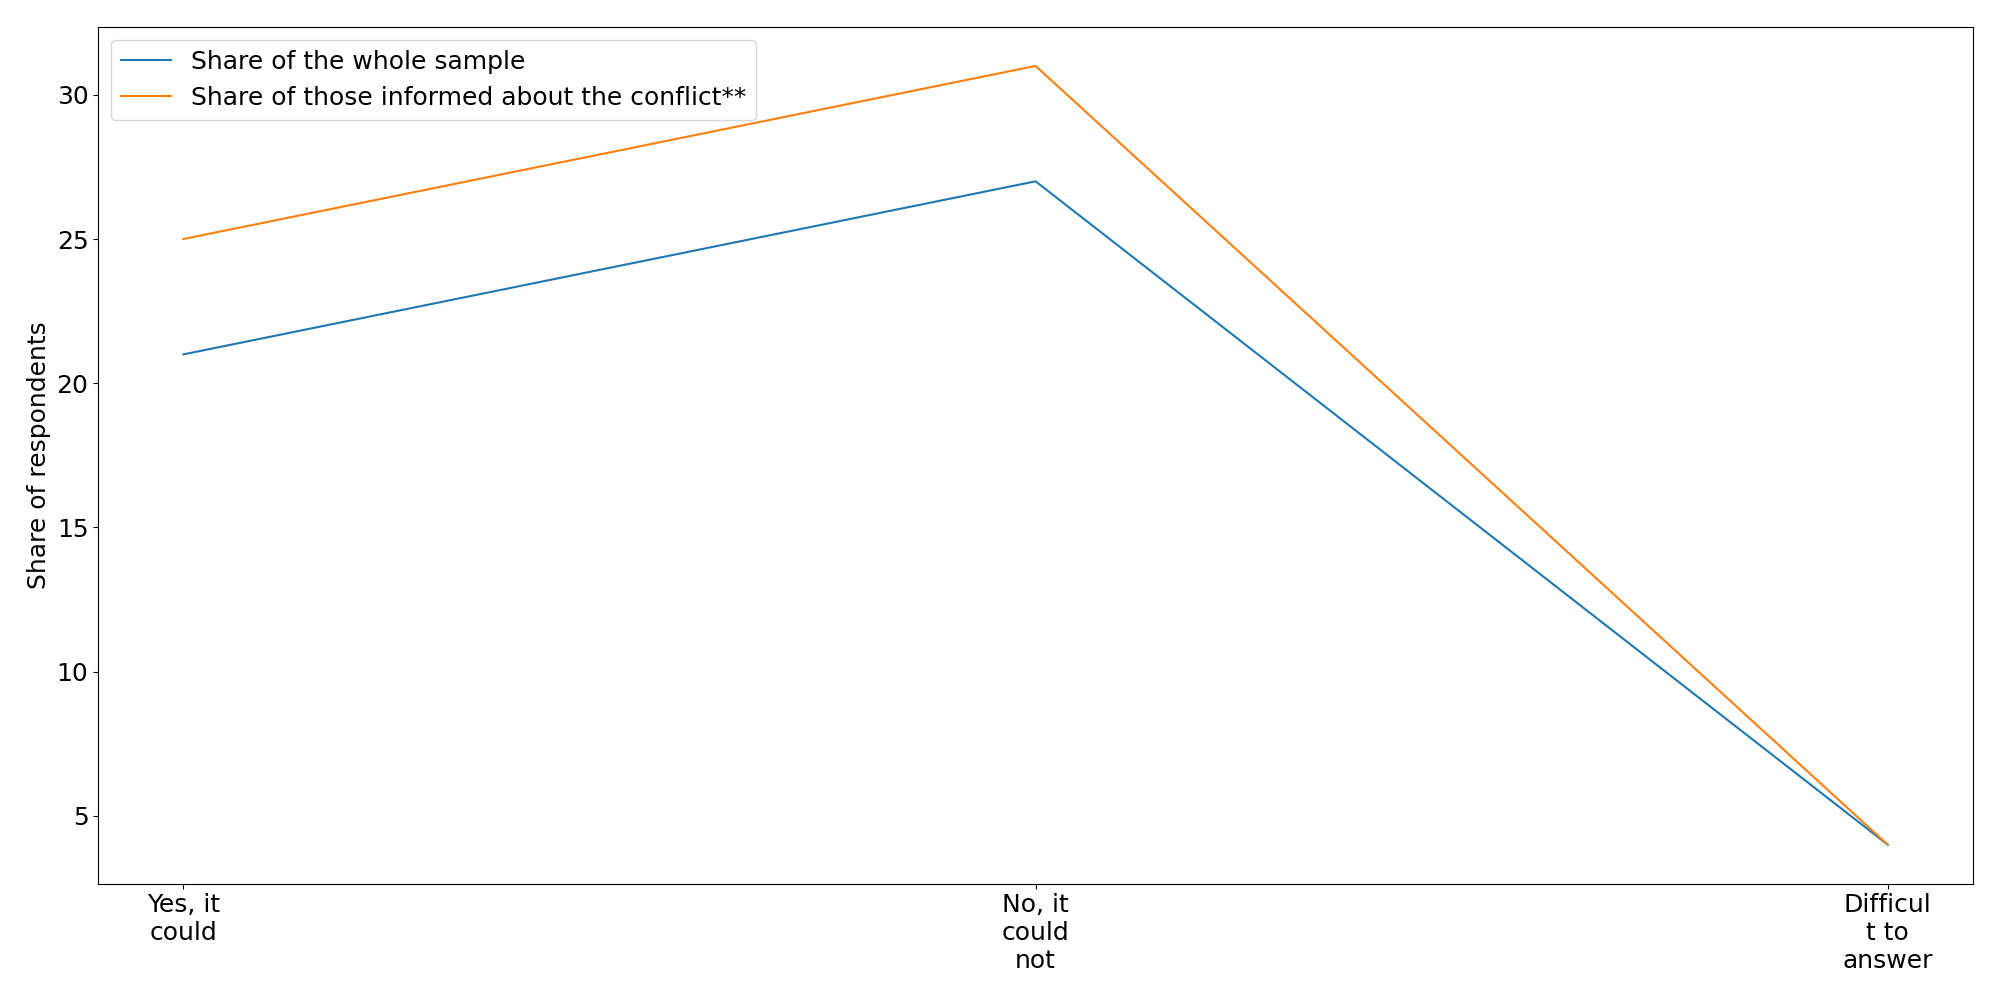 Share of the whole sample
Share of those informed about the conflict**
30
25
20
15
10
5
Share of respondents
Yes, it
could
No, it
could
not
Difficul
t to
answer